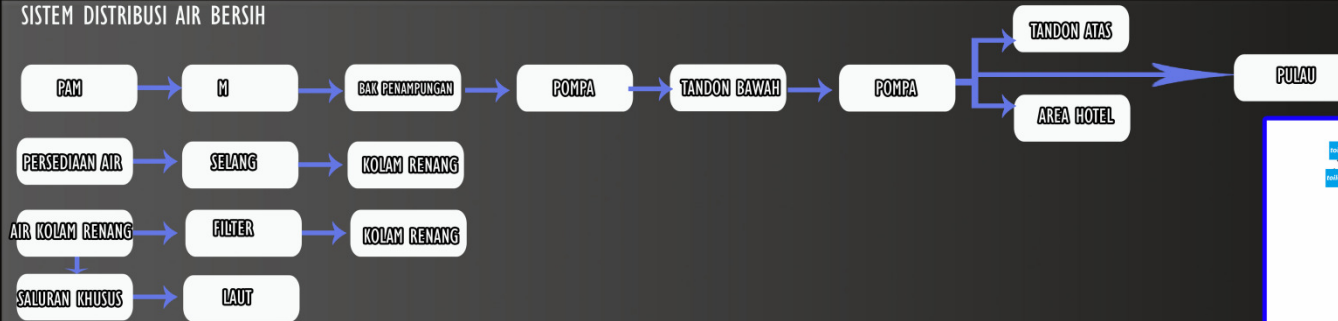 SISTEM DISTRIBUSI AIR BERSIH
TANDON ATAS
PAM
M
BAK PENAMPUNGAN
POMPA
TANDON BAWAH
POMPA
PULAU
AREA HOTEL
PERSEDIAAN AIR
SELANG
KOLAM RENANG
AIR KOLAM RENANG
FILTER
KOLAM RENANG
SALURAN KHUSUS
LAUT